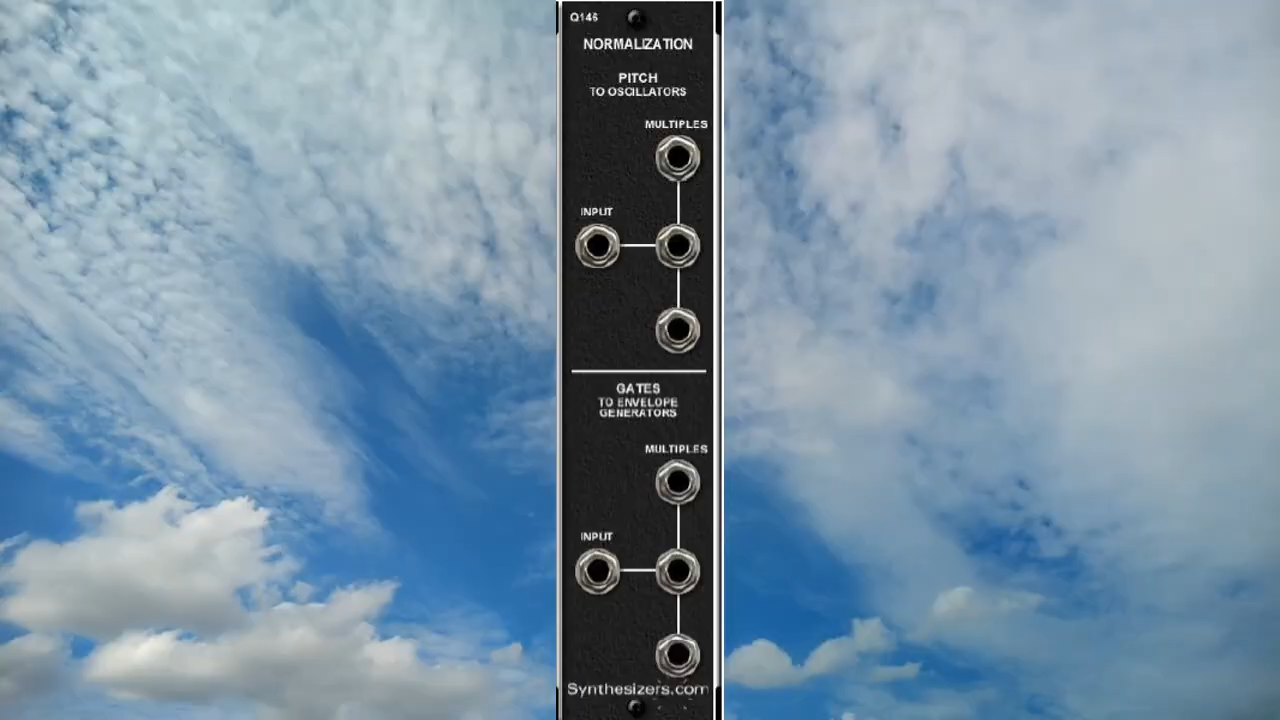 Q146
NORMALIZATION
PITCH
TO OSCILLATORS
MULTIPLES
INPUT
GATES
TO ENVELOPE
GENERATORS
MULTIPLES
INPUT
Synthesizers.com